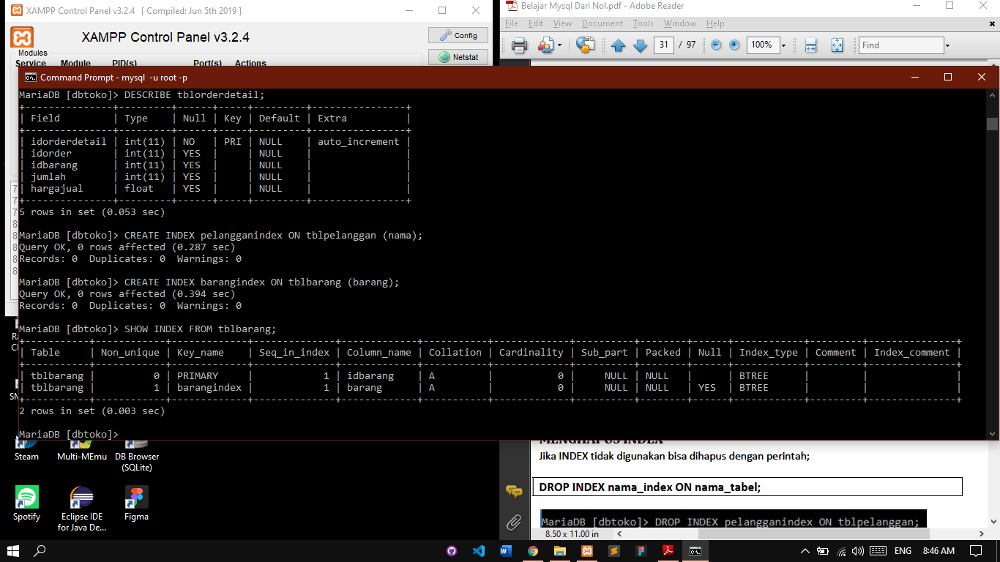 XAMPP Control Panel v3.2.4 [ Compiled: Jun 5th 2019 ]
XAMPP Control Panel v3.2.4
Config
Netstat
Modules
Service Module PID(s) Port(s) Actions
Belajar Mysql Dari Nol.pdf - Adobe Reader
File Edit View Document Tools Window Help
31 / 97 100% Find
Command Prompt - mysql -u root -p
MariaDB [dbtoko]> DESCRIBE tblorderdetail;
+---------------+---------+------+-----+---------+----------------+
| Field         | Type    | Null | Key | Default | Extra          |
+---------------+---------+------+-----+---------+----------------+
| idorderdetail | int(11) | NO   | PRI | NULL    | auto_increment |
| idorder       | int(11) | YES  |     | NULL    |                |
| idbarang      | int(11) | YES  |     | NULL    |                |
| jumlah        | int(11) | YES  |     | NULL    |                |
| hargajual     | float   | YES  |     | NULL    |                |
+---------------+---------+------+-----+---------+----------------+
5 rows in set (0.053 sec)
MariaDB [dbtoko]> CREATE INDEX pelangganindex ON tblpelanggan (nama);
Query OK, 0 rows affected (0.287 sec)
Records: 0  Duplicates: 0  Warnings: 0
MariaDB [dbtoko]> CREATE INDEX barangindex ON tblbarang (barang);
Query OK, 0 rows affected (0.394 sec)
Records: 0  Duplicates: 0  Warnings: 0
MariaDB [dbtoko]> SHOW INDEX FROM tblbarang;
+-----------+------------+-------------+--------------+-------------+-----------+-------------+----------+--------+------+------------+---------+---------------+
| Table     | Non_unique | Key_name    | Seq_in_index | Column_name | Collation | Cardinality | Sub_part | Packed | Null | Index_type | Comment | Index_comment |
+-----------+------------+-------------+--------------+-------------+-----------+-------------+----------+--------+------+------------+---------+---------------+
| tblbarang |          0 | PRIMARY     |            1 | idbarang    | A         |           0 |     NULL | NULL   |      | BTREE      |         |               |
| tblbarang |          1 | barangindex |            1 | barang      | A         |           0 |     NULL | NULL   | YES  | BTREE      |         |               |
+-----------+------------+-------------+--------------+-------------+-----------+-------------+----------+--------+------+------------+---------+---------------+
2 rows in set (0.003 sec)
MariaDB [dbtoko]>
MENGHAPUS INDEX
Jika INDEX tidak digunakan bisa dihapus dengan perintah;
DROP INDEX nama_index ON nama_tabel;
MariaDB [dbtoko]> DROP INDEX pelangganindex ON tblpelanggan;
8.50 x 11.00 in
Steam
Multi-MEmu
DB Browser
(SQLite)
Spotify
Eclipse IDE
for Java De...
Figma
ENG 8:46 AM